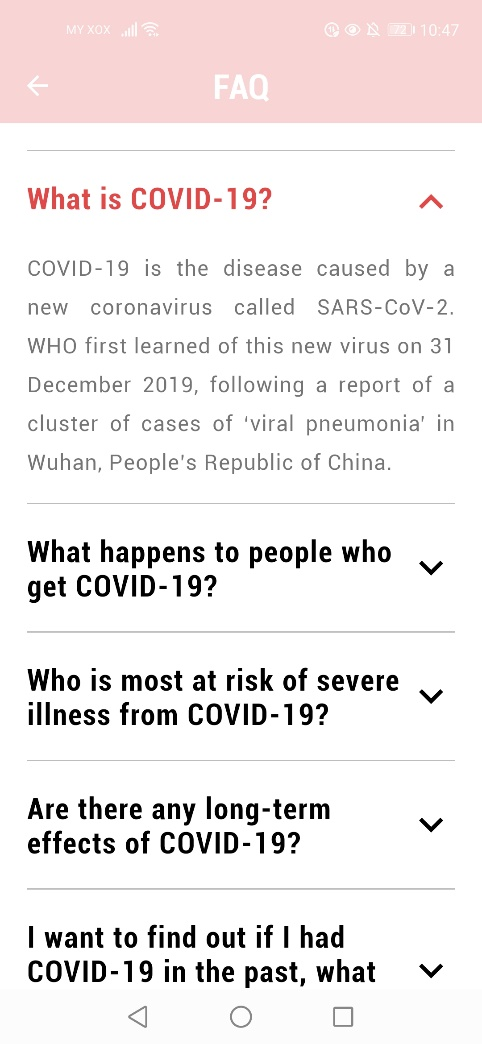 MY XOX 72 10:47
FAQ
What is COVID-19?
COVID-19 is the disease caused by a
new coronavirus called SARS-CoV-2.
WHO first learned of this new virus on 31
December 2019, following a report of a
cluster of cases of ‘viral pneumonia’ in
Wuhan, People’s Republic of China.
What happens to people who
get COVID-19?
Who is most at risk of severe
illness from COVID-19?
Are there any long-term
effects of COVID-19?
I want to find out if I had
COVID-19 in the past, what